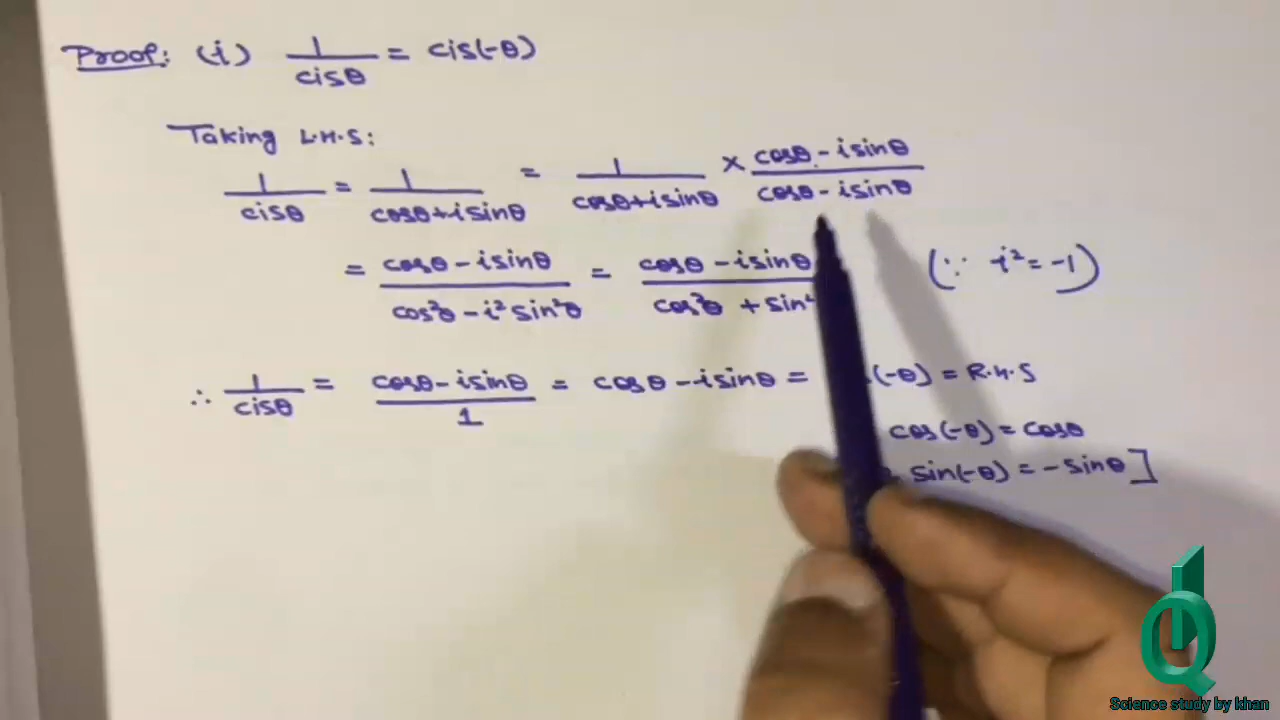 Proof: (i) 1/cisθ = cis(-θ)
Taking L.H.S:
1/cisθ = 1/cosθ+isinθ = 1/cosθ+isinθ × cosθ-isinθ/cosθ-isinθ
= cosθ-isinθ/cos²θ-i²sin²θ = cosθ-isinθ/cos²θ+sin² (∵ i²=-1)
∴ 1/cisθ = cosθ-isinθ/1 = cosθ-isinθ = (-θ) = R.H.S
cos(-θ) = cosθ
sin(-θ) = -sinθ]
Science study by khan